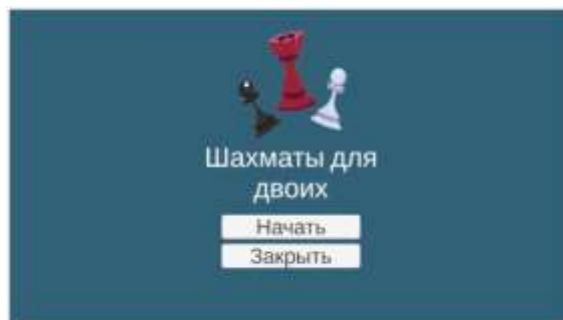 Шахматы для
двоих
Начать
Закрыть